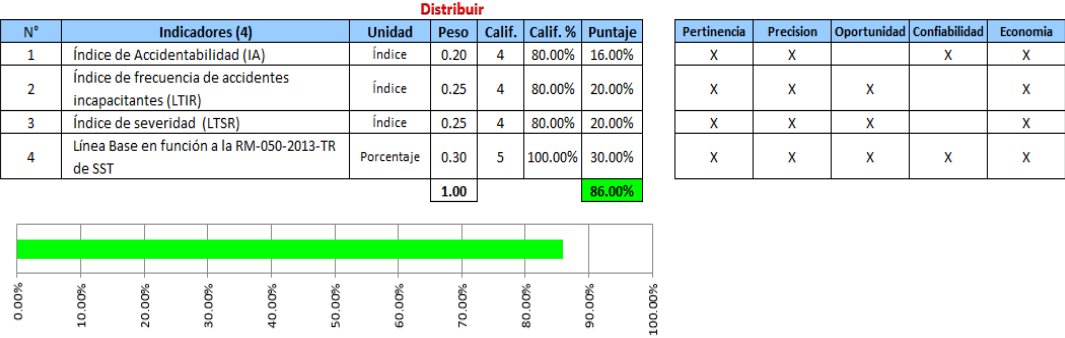 Distribuir
N° Indicadores (4) Unidad Peso Calif. Calif. % Puntaje Pertinencia Precision Oportunidad Confiabilidad Economia
1 Índice de Accidentabilidad (IA) Índice 0.20 4 80.00% 16.00% X X X X
2 Índice de frecuencia de accidentes incapacitantes (LTIR) Índice 0.25 4 80.00% 20.00% X X X X
3 Índice de severidad (LTSR) Índice 0.25 4 80.00% 20.00% X X X X
4 Línea Base en función a la RM-050-2013-TR de SST Porcentaje 0.30 5 100.00% 30.00% X X X X X
1.00 86.00%
0.00% 10.00% 20.00% 30.00% 40.00% 50.00% 60.00% 70.00% 80.00% 90.00% 100.00%